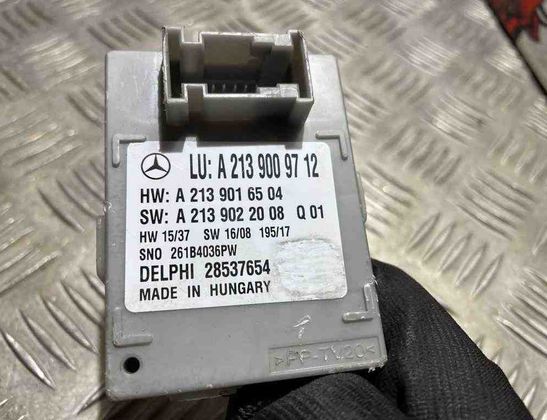 LU: A 213 900 97 12
HW: A 213 901 65 04
SW: A 213 902 20 08 Q 01
HW 15/37 SW 16/08 195/17
SNO 261B4036PW
DELPHI 28537654
MADE IN HUNGARY
>PP-TV20<